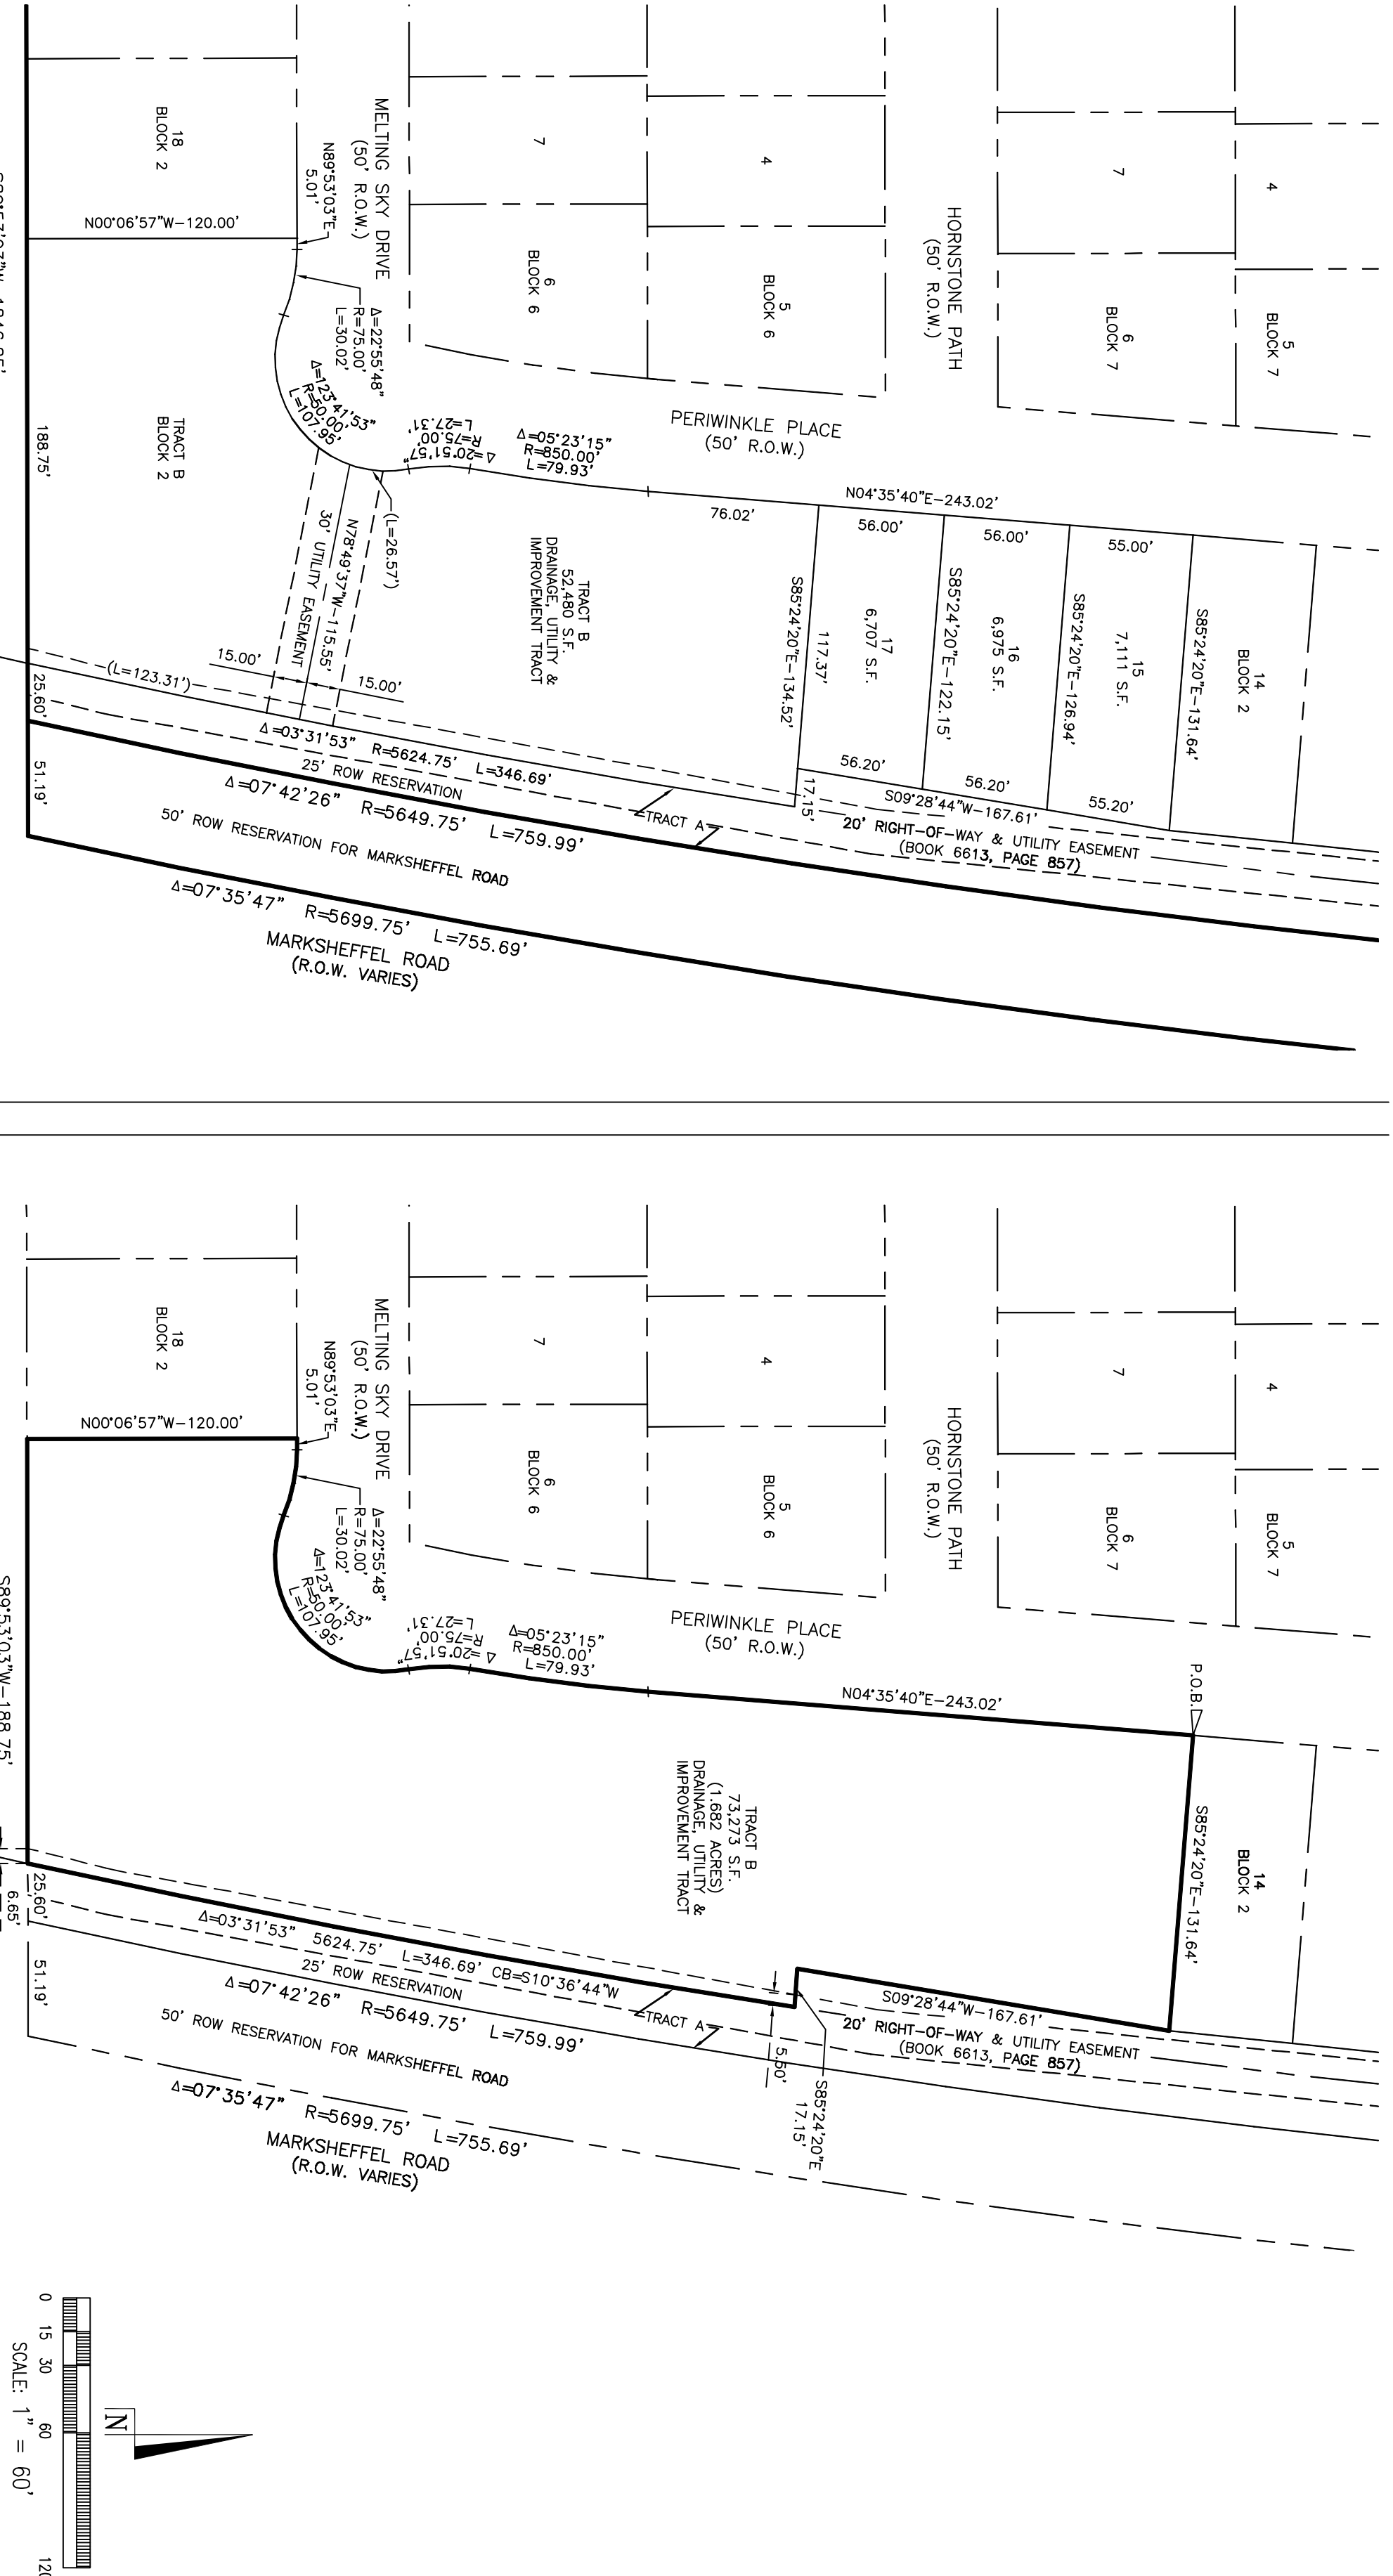 4
5
BLOCK 7
7
6
BLOCK 7
HORNSTONE PATH
(50' R.O.W.)
4
5
BLOCK 6
7
6
BLOCK 6
MELTING SKY DRIVE
(50' R.O.W.)
N89°53'03"E
5.01'
18
BLOCK 2
N00°06'57"W-120.00'
Δ=22°55'48"
R=75.00'
L=30.02'
Δ=123°41'53"
R=50.00'
L=107.95'
Δ=20°51'57"
R=75.00'
L=27.31'
Δ=05°23'15"
R=850.00'
L=79.93'
PERIWINKLE PLACE
(50' R.O.W.)
N04°35'40"E-243.02'
76.02'
56.00'
56.00'
55.00'
14
BLOCK 2
S85°24'20"E-131.64'
15
7,111 S.F.
S85°24'20"E-126.94'
16
6,975 S.F.
S85°24'20"E-122.15'
17
6,707 S.F.
117.37'
S85°24'20"E-134.52'
56.20'
56.20'
55.20'
17.15'
S09°28'44"W-167.61'
20' RIGHT-OF-WAY & UTILITY EASEMENT
(BOOK 6613, PAGE 857)
TRACT B
52,480 S.F.
DRAINAGE, UTILITY &
IMPROVEMENT TRACT
(L=26.57')
N78°49'37"W-115.55'
30' UTILITY EASEMENT
TRACT B
BLOCK 2
188.75'
15.00'
15.00'
(L=123.31')
25.60'
51.19'
Δ=03°31'53" R=5624.75' L=346.69'
25' ROW RESERVATION
TRACT A
Δ=07°42'26" R=5649.75' L=759.99'
50' ROW RESERVATION FOR MARKSHEFFEL ROAD
Δ=07°35'47" R=5699.75' L=755.69'
MARKSHEFFEL ROAD
(R.O.W. VARIES)
4
5
BLOCK 7
7
6
BLOCK 7
HORNSTONE PATH
(50' R.O.W.)
4
5
BLOCK 6
7
6
BLOCK 6
MELTING SKY DRIVE
(50' R.O.W.)
N89°53'03"E
5.01'
18
BLOCK 2
N00°06'57"W-120.00'
Δ=22°55'48"
R=75.00'
L=30.02'
Δ=123°41'53"
R=50.00'
L=107.95'
Δ=20°51'57"
R=75.00'
L=27.31'
Δ=05°23'15"
R=850.00'
L=79.93'
PERIWINKLE PLACE
(50' R.O.W.)
N04°35'40"E-243.02'
P.O.B.
14
BLOCK 2
S85°24'20"E-131.64'
TRACT B
73,273 S.F.
(1.682 ACRES)
DRAINAGE, UTILITY &
IMPROVEMENT TRACT
S09°28'44"W-167.61'
20' RIGHT-OF-WAY & UTILITY EASEMENT
(BOOK 6613, PAGE 857)
S85°24'20"E
17.15'
5.50'
S89°53'03"W-188.75'
25.60'
6.65'
51.19'
Δ=03°31'53" 5624.75' L=346.69' CB=S10°36'44"W
25' ROW RESERVATION
TRACT A
Δ=07°42'26" R=5649.75' L=759.99'
50' ROW RESERVATION FOR MARKSHEFFEL ROAD
Δ=07°35'47" R=5699.75' L=755.69'
MARKSHEFFEL ROAD
(R.O.W. VARIES)
N
0 15 30 60 120
SCALE: 1" = 60'